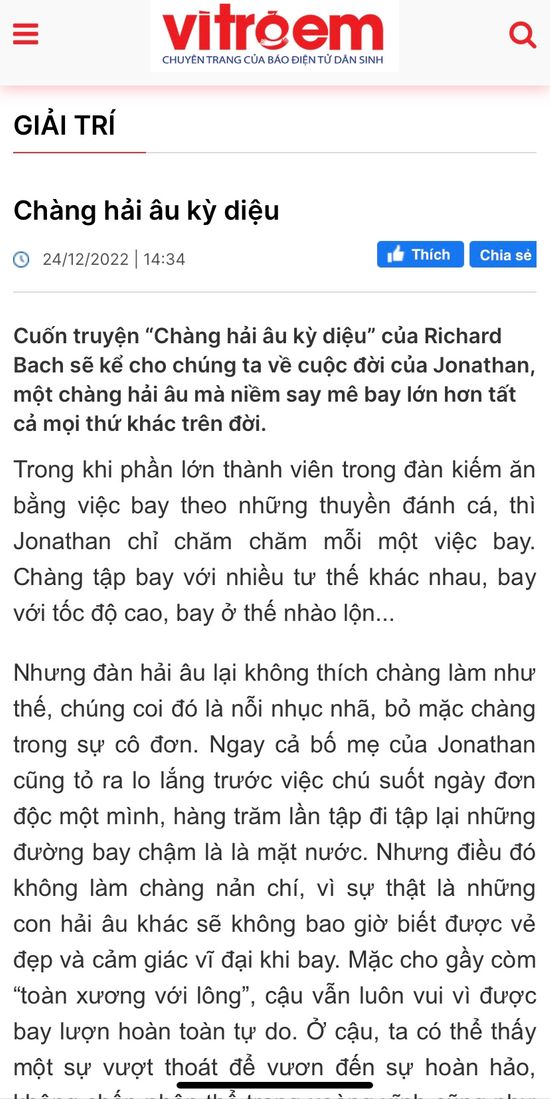 vìtrẻem
CHUYÊN TRANG CỦA BÁO ĐIỆN TỬ DÂN SINH
GIẢI TRÍ
Chàng hải âu kỳ diệu
24/12/2022 | 14:34
Thích
Chia sẻ
Cuốn truyện “Chàng hải âu kỳ diệu” của Richard
Bach sẽ kể cho chúng ta về cuộc đời của Jonathan,
một chàng hải âu mà niềm say mê bay lớn hơn tất
cả mọi thứ khác trên đời.
Trong khi phần lớn thành viên trong đàn kiếm ăn
bằng việc bay theo những thuyền đánh cá, thì
Jonathan chỉ chăm chăm mỗi một việc bay.
Chàng tập bay với nhiều tư thế khác nhau, bay
với tốc độ cao, bay ở thế nhào lộn...
Nhưng đàn hải âu lại không thích chàng làm như
thế, chúng coi đó là nỗi nhục nhã, bỏ mặc chàng
trong sự cô đơn. Ngay cả bố mẹ của Jonathan
cũng tỏ ra lo lắng trước việc chú suốt ngày đơn
độc một mình, hàng trăm lần tập đi tập lại những
đường bay chậm là là mặt nước. Nhưng điều đó
không làm chàng nản chí, vì sự thật là những
con hải âu khác sẽ không bao giờ biết được vẻ
đẹp và cảm giác vĩ đại khi bay. Mặc cho gầy còm
“toàn xương với lông”, cậu vẫn luôn vui vì được
bay lượn hoàn toàn tự do. Ở cậu, ta có thể thấy
một sự vượt thoát để vươn đến sự hoàn hảo,